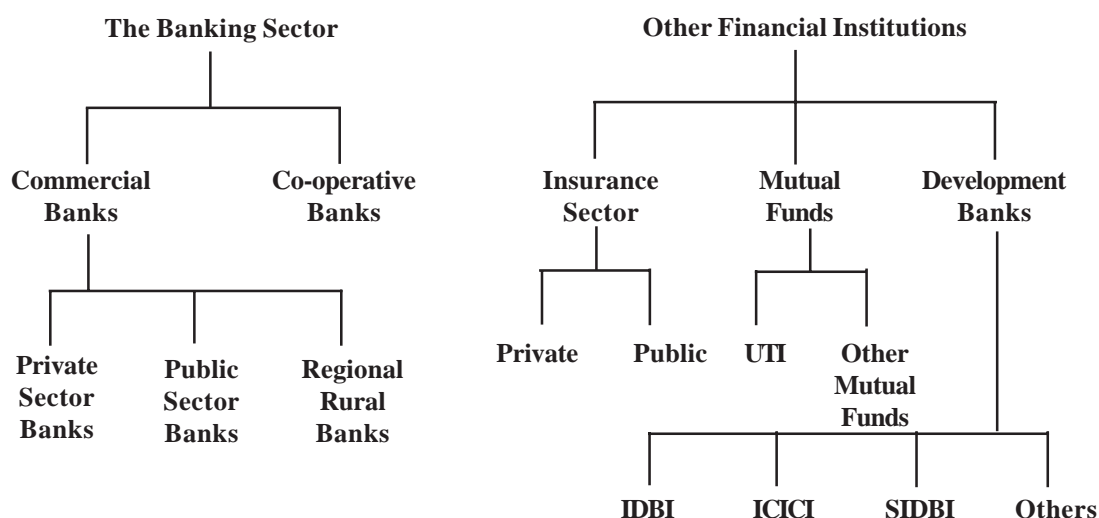 The Banking Sector
Commercial
Banks
Co-operative
Banks
Private
Sector
Banks
Public
Sector
Banks
Regional
Rural
Banks
Other Financial Institutions
Insurance
Sector
Mutual
Funds
Development
Banks
Private
Public
UTI
Other
Mutual
Funds
IDBI
ICICI
SIDBI
Others